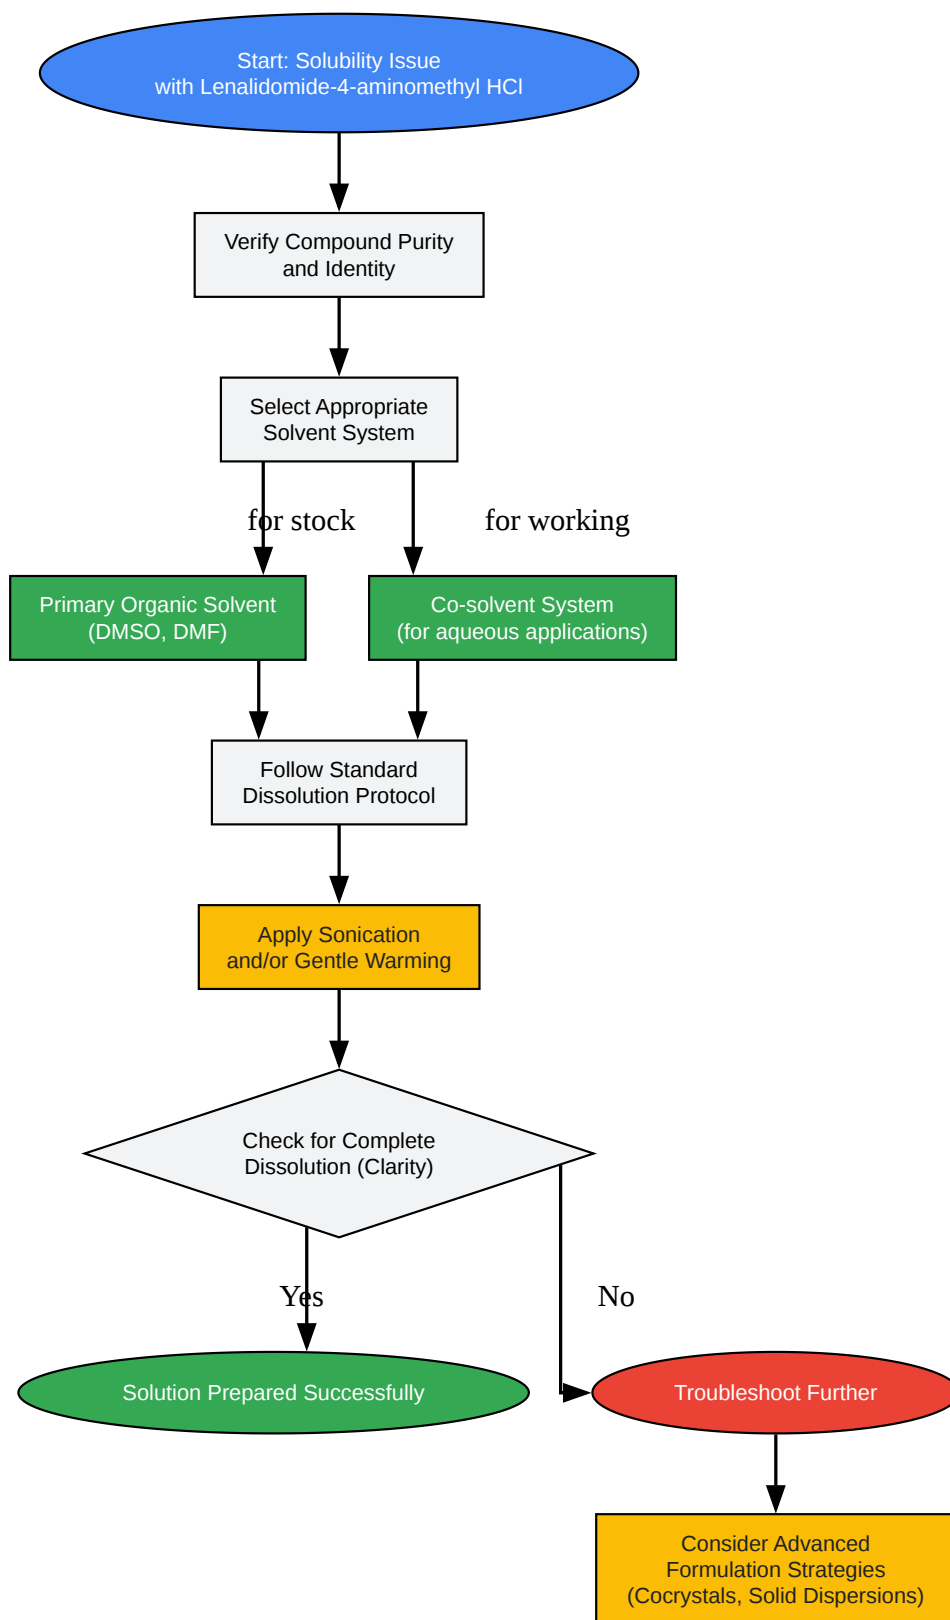 Start: Solubility Issue
with Lenalidomide-4-aminomethyl HCl
Verify Compound Purity
and Identity
Select Appropriate
Solvent System
for stock
for working
Primary Organic Solvent
(DMSO, DMF)
Co-solvent System
(for aqueous applications)
Follow Standard
Dissolution Protocol
Apply Sonication
and/or Gentle Warming
Check for Complete
Dissolution (Clarity)
Yes
No
Solution Prepared Successfully
Troubleshoot Further
Consider Advanced
Formulation Strategies
(Cocrystals, Solid Dispersions)